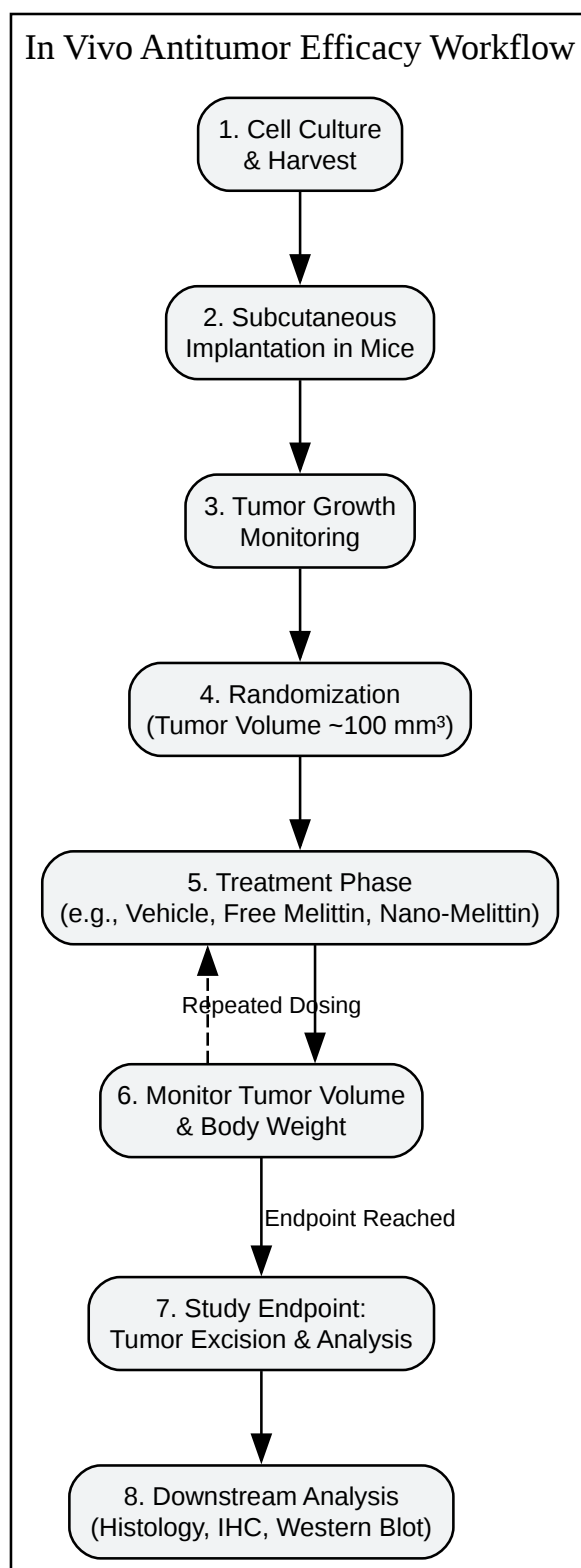 In Vivo Antitumor Efficacy Workflow
1. Cell Culture
& Harvest
2. Subcutaneous
Implantation in Mice
3. Tumor Growth
Monitoring
4. Randomization
(Tumor Volume ~100 mm³)
5. Treatment Phase
(e.g., Vehicle, Free Melittin, Nano-Melittin)
Repeated Dosing
6. Monitor Tumor Volume
& Body Weight
Endpoint Reached
7. Study Endpoint:
Tumor Excision & Analysis
8. Downstream Analysis
(Histology, IHC, Western Blot)